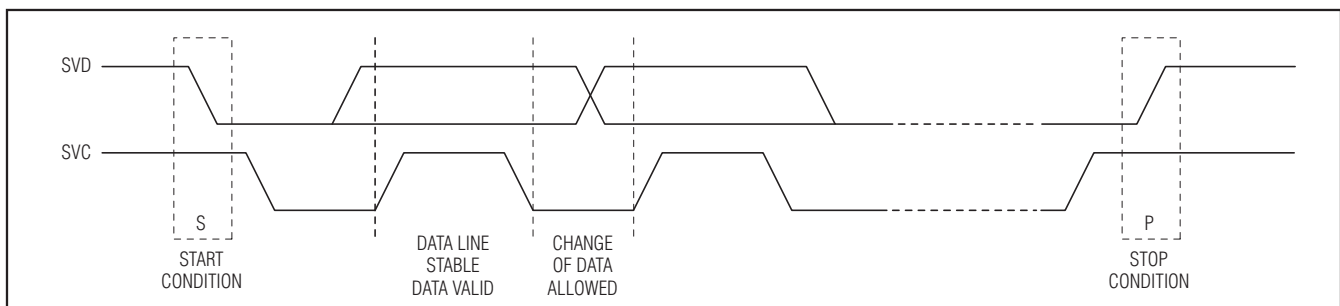 SVD
SVC
S
P
START
CONDITION
DATA LINE
STABLE
DATA VALID
CHANGE
OF DATA
ALLOWED
STOP
CONDITION